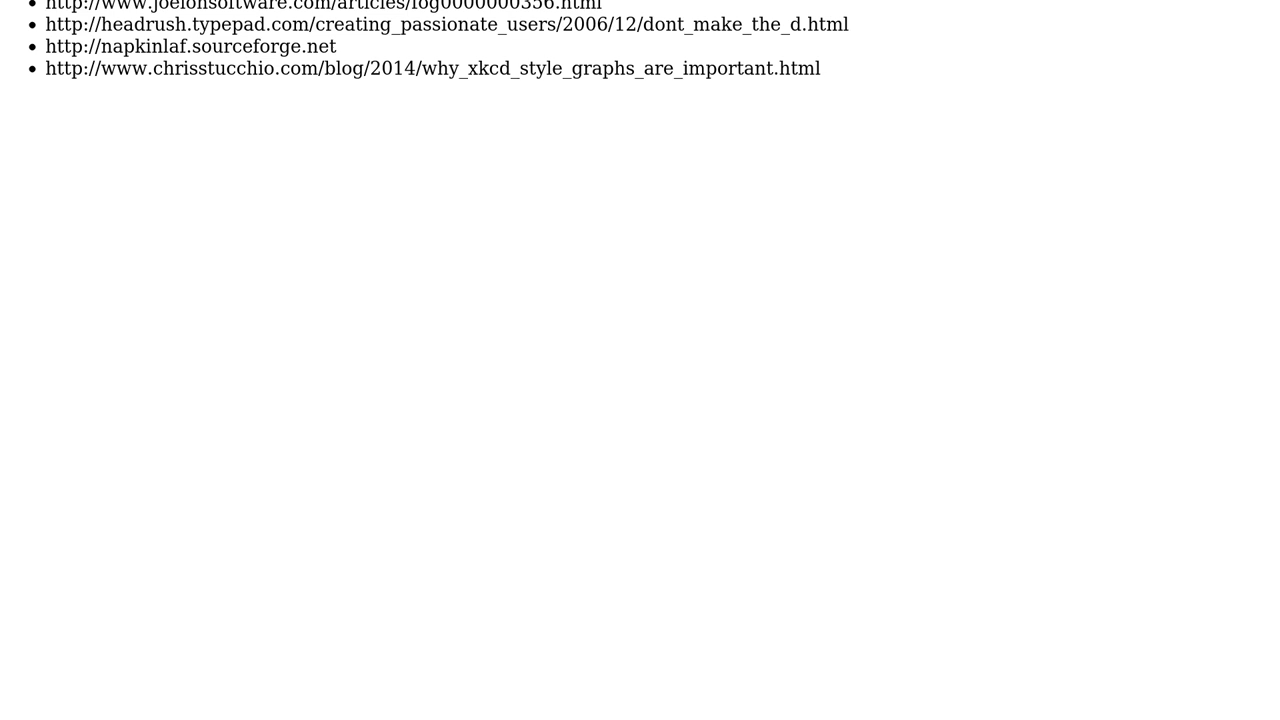 http://www.joelonsoftware.com/articles/fog0000000356.html
http://headrush.typepad.com/creating_passionate_users/2006/12/dont_make_the_d.html
http://napkinlaf.sourceforge.net
http://www.chrisstucchio.com/blog/2014/why_xkcd_style_graphs_are_important.html